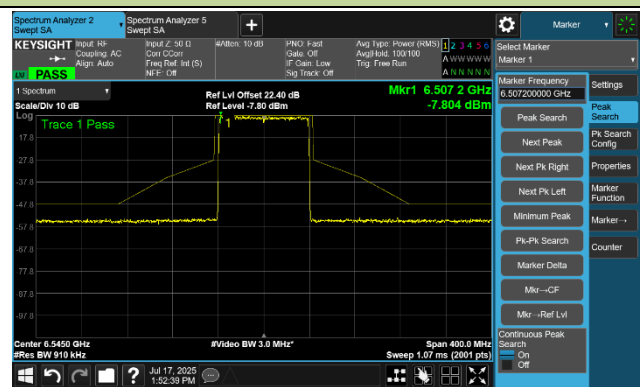 Spectrum Analyzer 2
Swept SA
Spectrum Analyzer 5
Swept SA
Marker
KEYSIGHT
Input: RF
Coupling: AC
Align: Auto
Input Z: 50 Ω
Corr CCorr
Freq Ref: Int (S)
NFE: Off
#Atten: 10 dB
PNO: Fast
Gate: Off
IF Gain: Low
Sig Track: Off
Avg Type: Power (RMS)
Avg|Hold: 100/100
Trig: Free Run
1 2 3 4 5 6
A W W W W W
A N N N N N
LW
PASS
Select Marker
Marker 1
1 Spectrum
Scale/Div 10 dB
Ref Lvl Offset 22.40 dB
Ref Level -7.80 dBm
Mkr1 6.507 2 GHz
-7.804 dBm
Log
Trace 1 Pass
1
-17.8
-27.8
-37.8
-47.8
-57.8
-67.8
-77.8
-87.8
-97.8
Center 6.5450 GHz
#Res BW 910 kHz
#Video BW 3.0 MHz*
Span 400.0 MHz
Sweep 1.07 ms (2001 pts)
Marker Frequency
6.507200000 GHz
Peak Search
Next Peak
Next Pk Right
Next Pk Left
Minimum Peak
Pk-Pk Search
Marker Delta
Mkr→CF
Mkr→Ref Lvl
Continuous Peak
Search
On
Off
Settings
Peak
Search
Pk Search
Config
Properties
Marker
Function
Marker→
Counter
Jul 17, 2025
1:52:39 PM